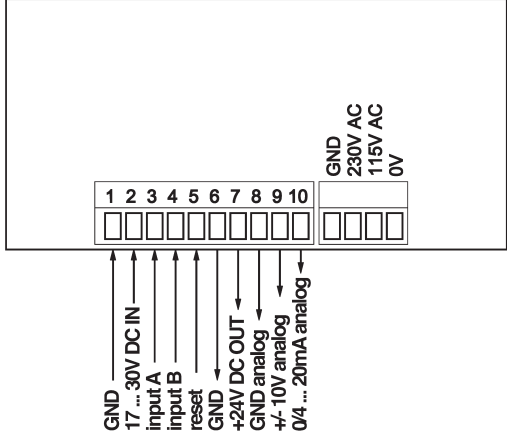 GND
230V AC
115V AC
0V
1 2 3 4 5 6 7 8 9 10
GND
17 ... 30V DC IN
input A
input B
reset
GND
+24V DC OUT
GND analog
+/- 10V analog
0/4 ... 20mA analog